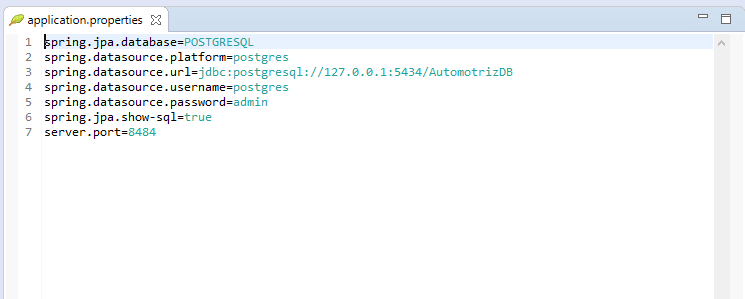 application.properties
1 spring.jpa.database=POSTGRESQL
2 spring.datasource.platform=postgres
3 spring.datasource.url=jdbc:postgresql://127.0.0.1:5434/AutomotrizDB
4 spring.datasource.username=postgres
5 spring.datasource.password=admin
6 spring.jpa.show-sql=true
7 server.port=8484